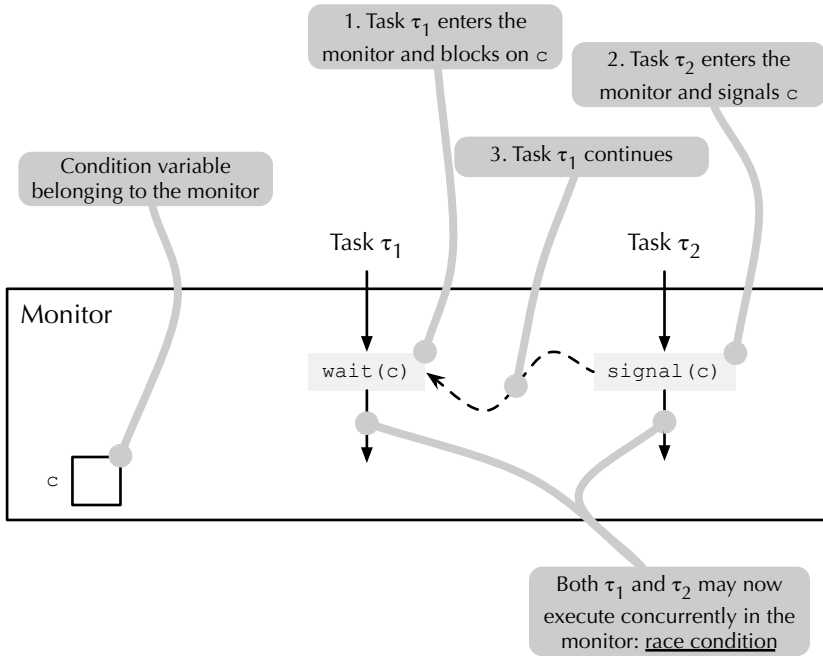 1. Task τ1 enters the
monitor and blocks on c
2. Task τ2 enters the
monitor and signals c
3. Task τ1 continues
Condition variable
belonging to the monitor
Task τ1
Task τ2
Monitor
wait(c)
signal(c)
c
Both τ1 and τ2 may now
execute concurrently in the
monitor: race condition